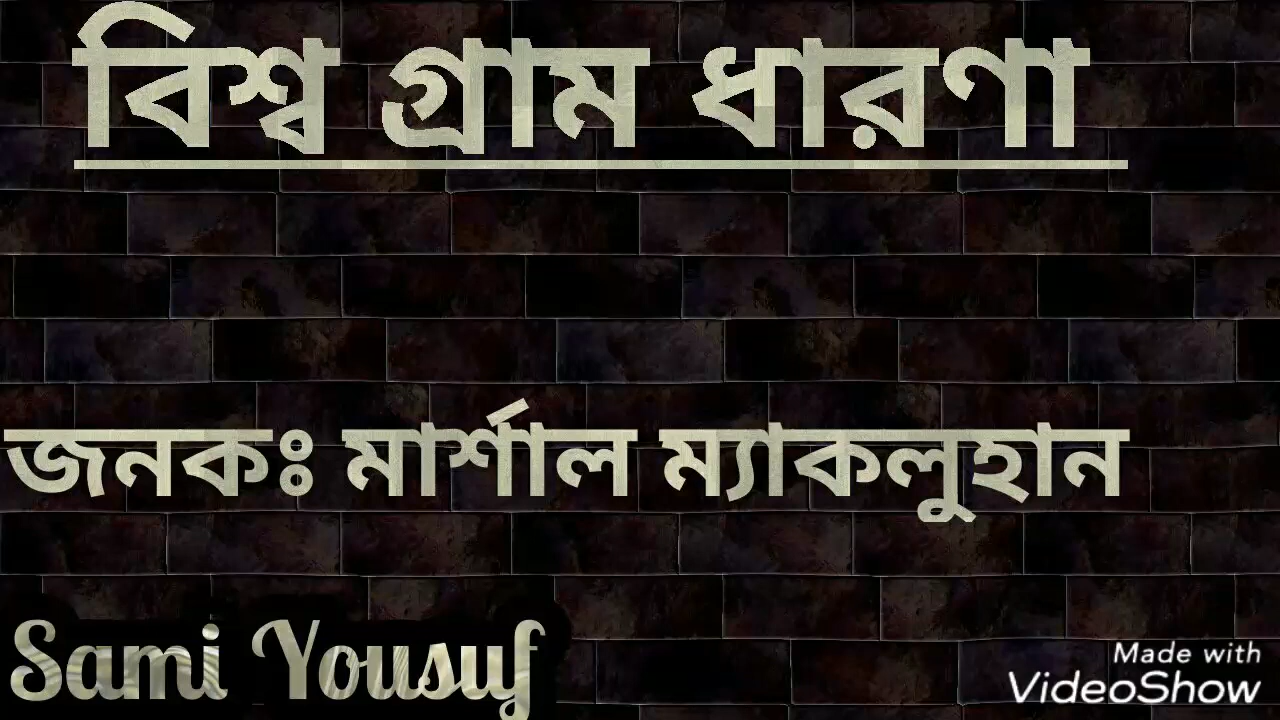 বিশ্ব গ্রাম ধারণা
জনকঃ মার্শাল ম্যাকলুহান
Sami Yousuf
Made with
VideoShow